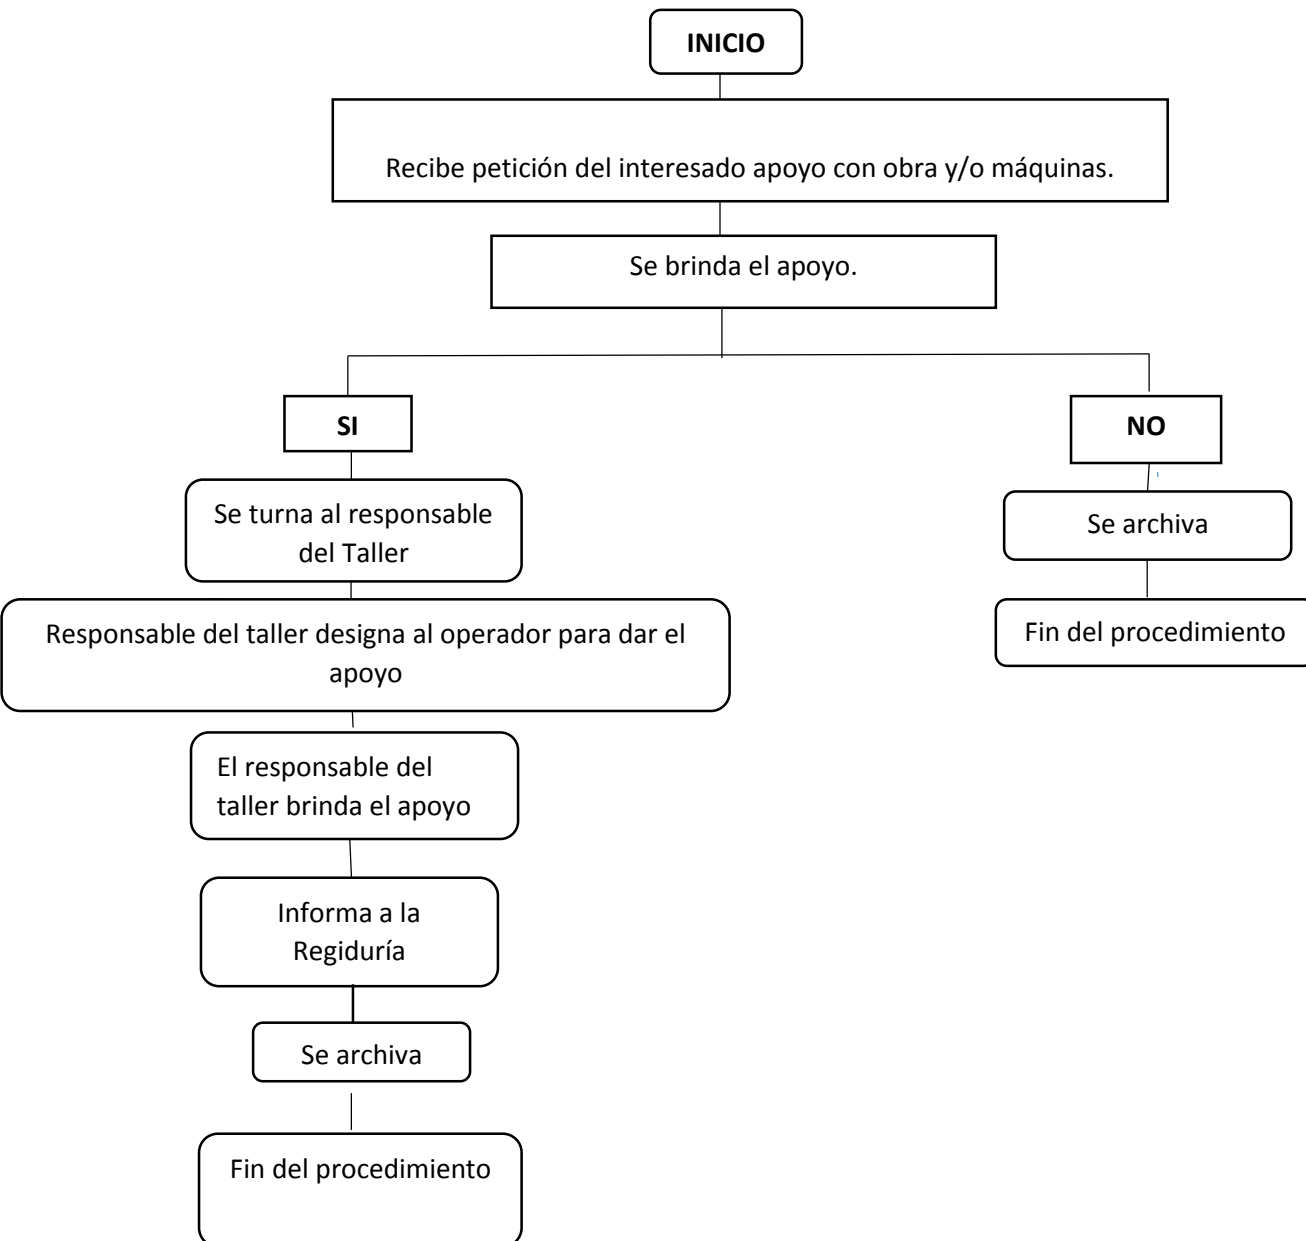 INICIO
Recibe petición del interesado apoyo con obra y/o máquinas.
Se brinda el apoyo.
SI
NO
Se turna al responsable
del Taller
Se archiva
Responsable del taller designa al operador para dar el
apoyo
Fin del procedimiento
El responsable del
taller brinda el apoyo
Informa a la
Regiduría
Se archiva
Fin del procedimiento